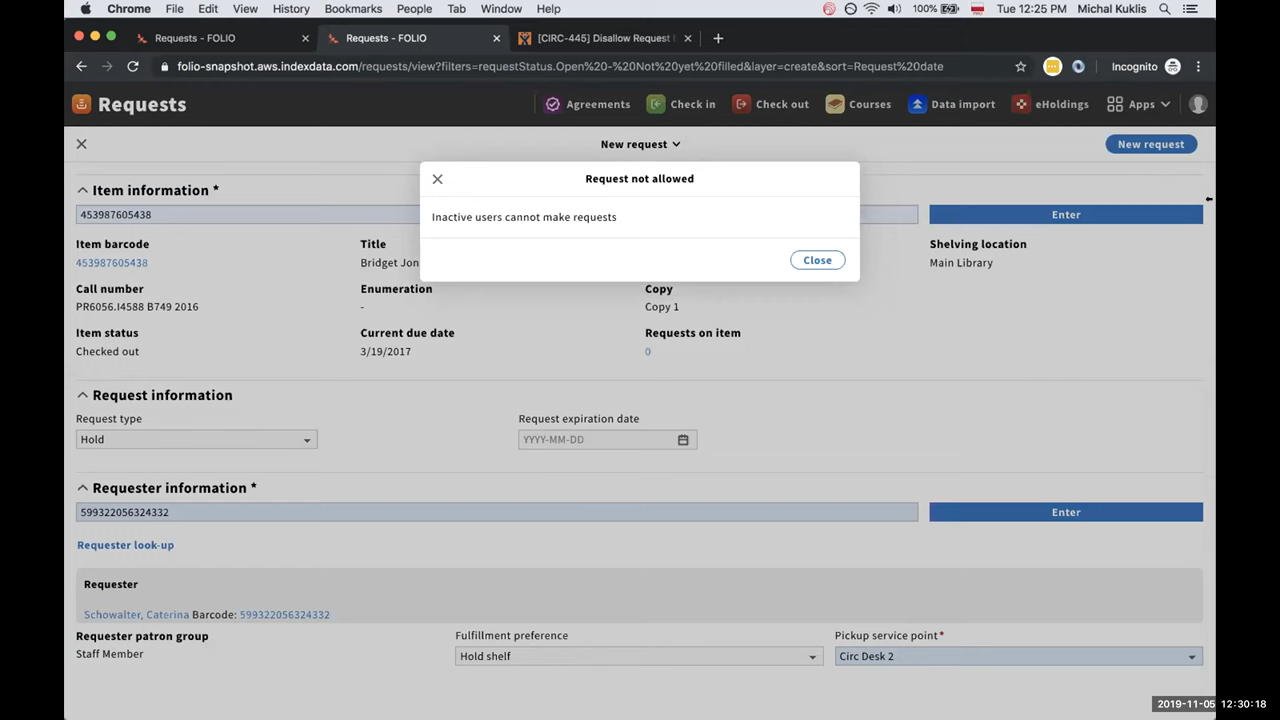 Chrome File Edit View History Bookmarks People Tab Window Help 100% Tue 12:25 PM Michal Kuklis
Requests - FOLIO Requests - FOLIO [CIRC-445] Disallow Request
folio-snapshot.aws.indexdata.com/requests/view?filters=requestStatus.Open%20-%20Not%20yet%20filled&layer=create&sort=Request%20date Incognito
Requests Agreements Check in Check out Courses Data import eHoldings Apps
New request New request
Request not allowed
Inactive users cannot make requests
Close
Item information *
453987605438 Enter
Item barcode Title Shelving location
453987605438 Bridget Jon Main Library
Call number Enumeration Copy
PR6056.I4588 B749 2016 - Copy 1
Item status Current due date Requests on item
Checked out 3/19/2017 0
Request information
Request type Request expiration date
Hold YYYY-MM-DD
Requester information *
599322056324332 Enter
Requester look-up
Requester
Schowalter, Caterina Barcode: 599322056324332
Requester patron group Fulfillment preference Pickup service point*
Staff Member Hold shelf Circ Desk 2
2019-11-05 12:30:18